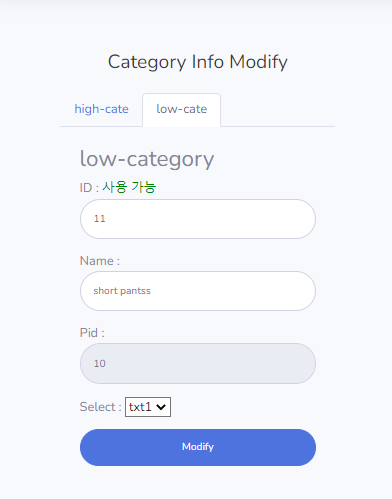 Category Info Modify
high-cate low-cate
low-category
ID : 사용 가능
11
Name :
short pantss
Pid :
10
Select : txt1
Modify